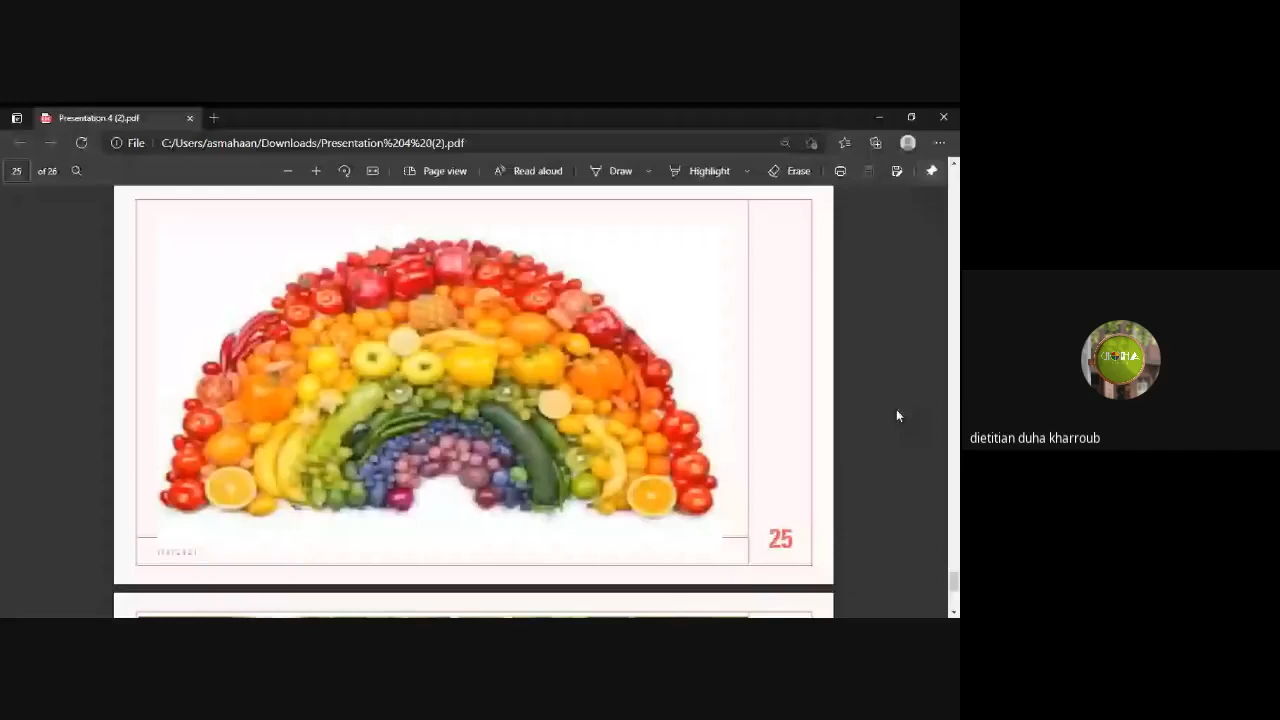 Presentation 4 (2).pdf
File
C:/Users/asmahaan/Downloads/Presentation%204%20(2).pdf
25 of 26
Page view
Read aloud
Draw
Highlight
Erase
25
dietitian duha kharroub